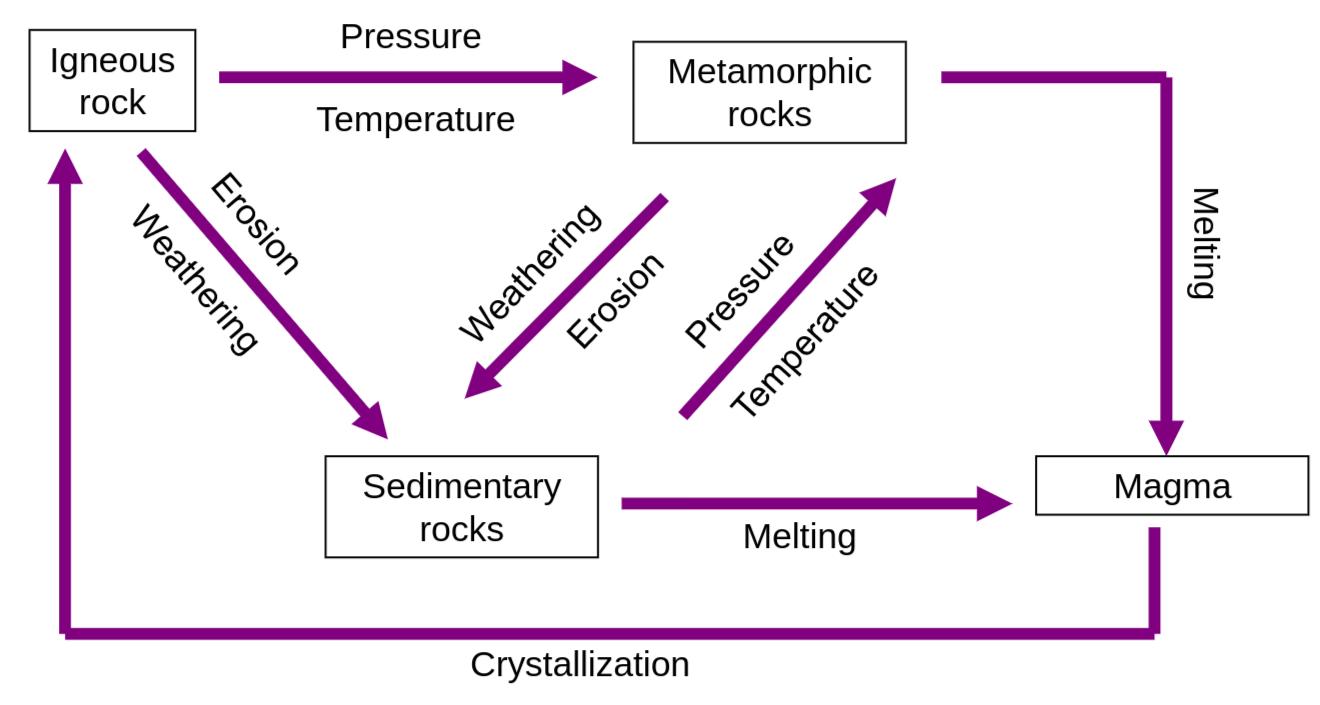 Igneous
rock
Pressure
Temperature
Metamorphic
rocks
Erosion
Weathering
Weathering
Erosion
Pressure
Temperature
Melting
Sedimentary
rocks
Melting
Magma
Crystallization